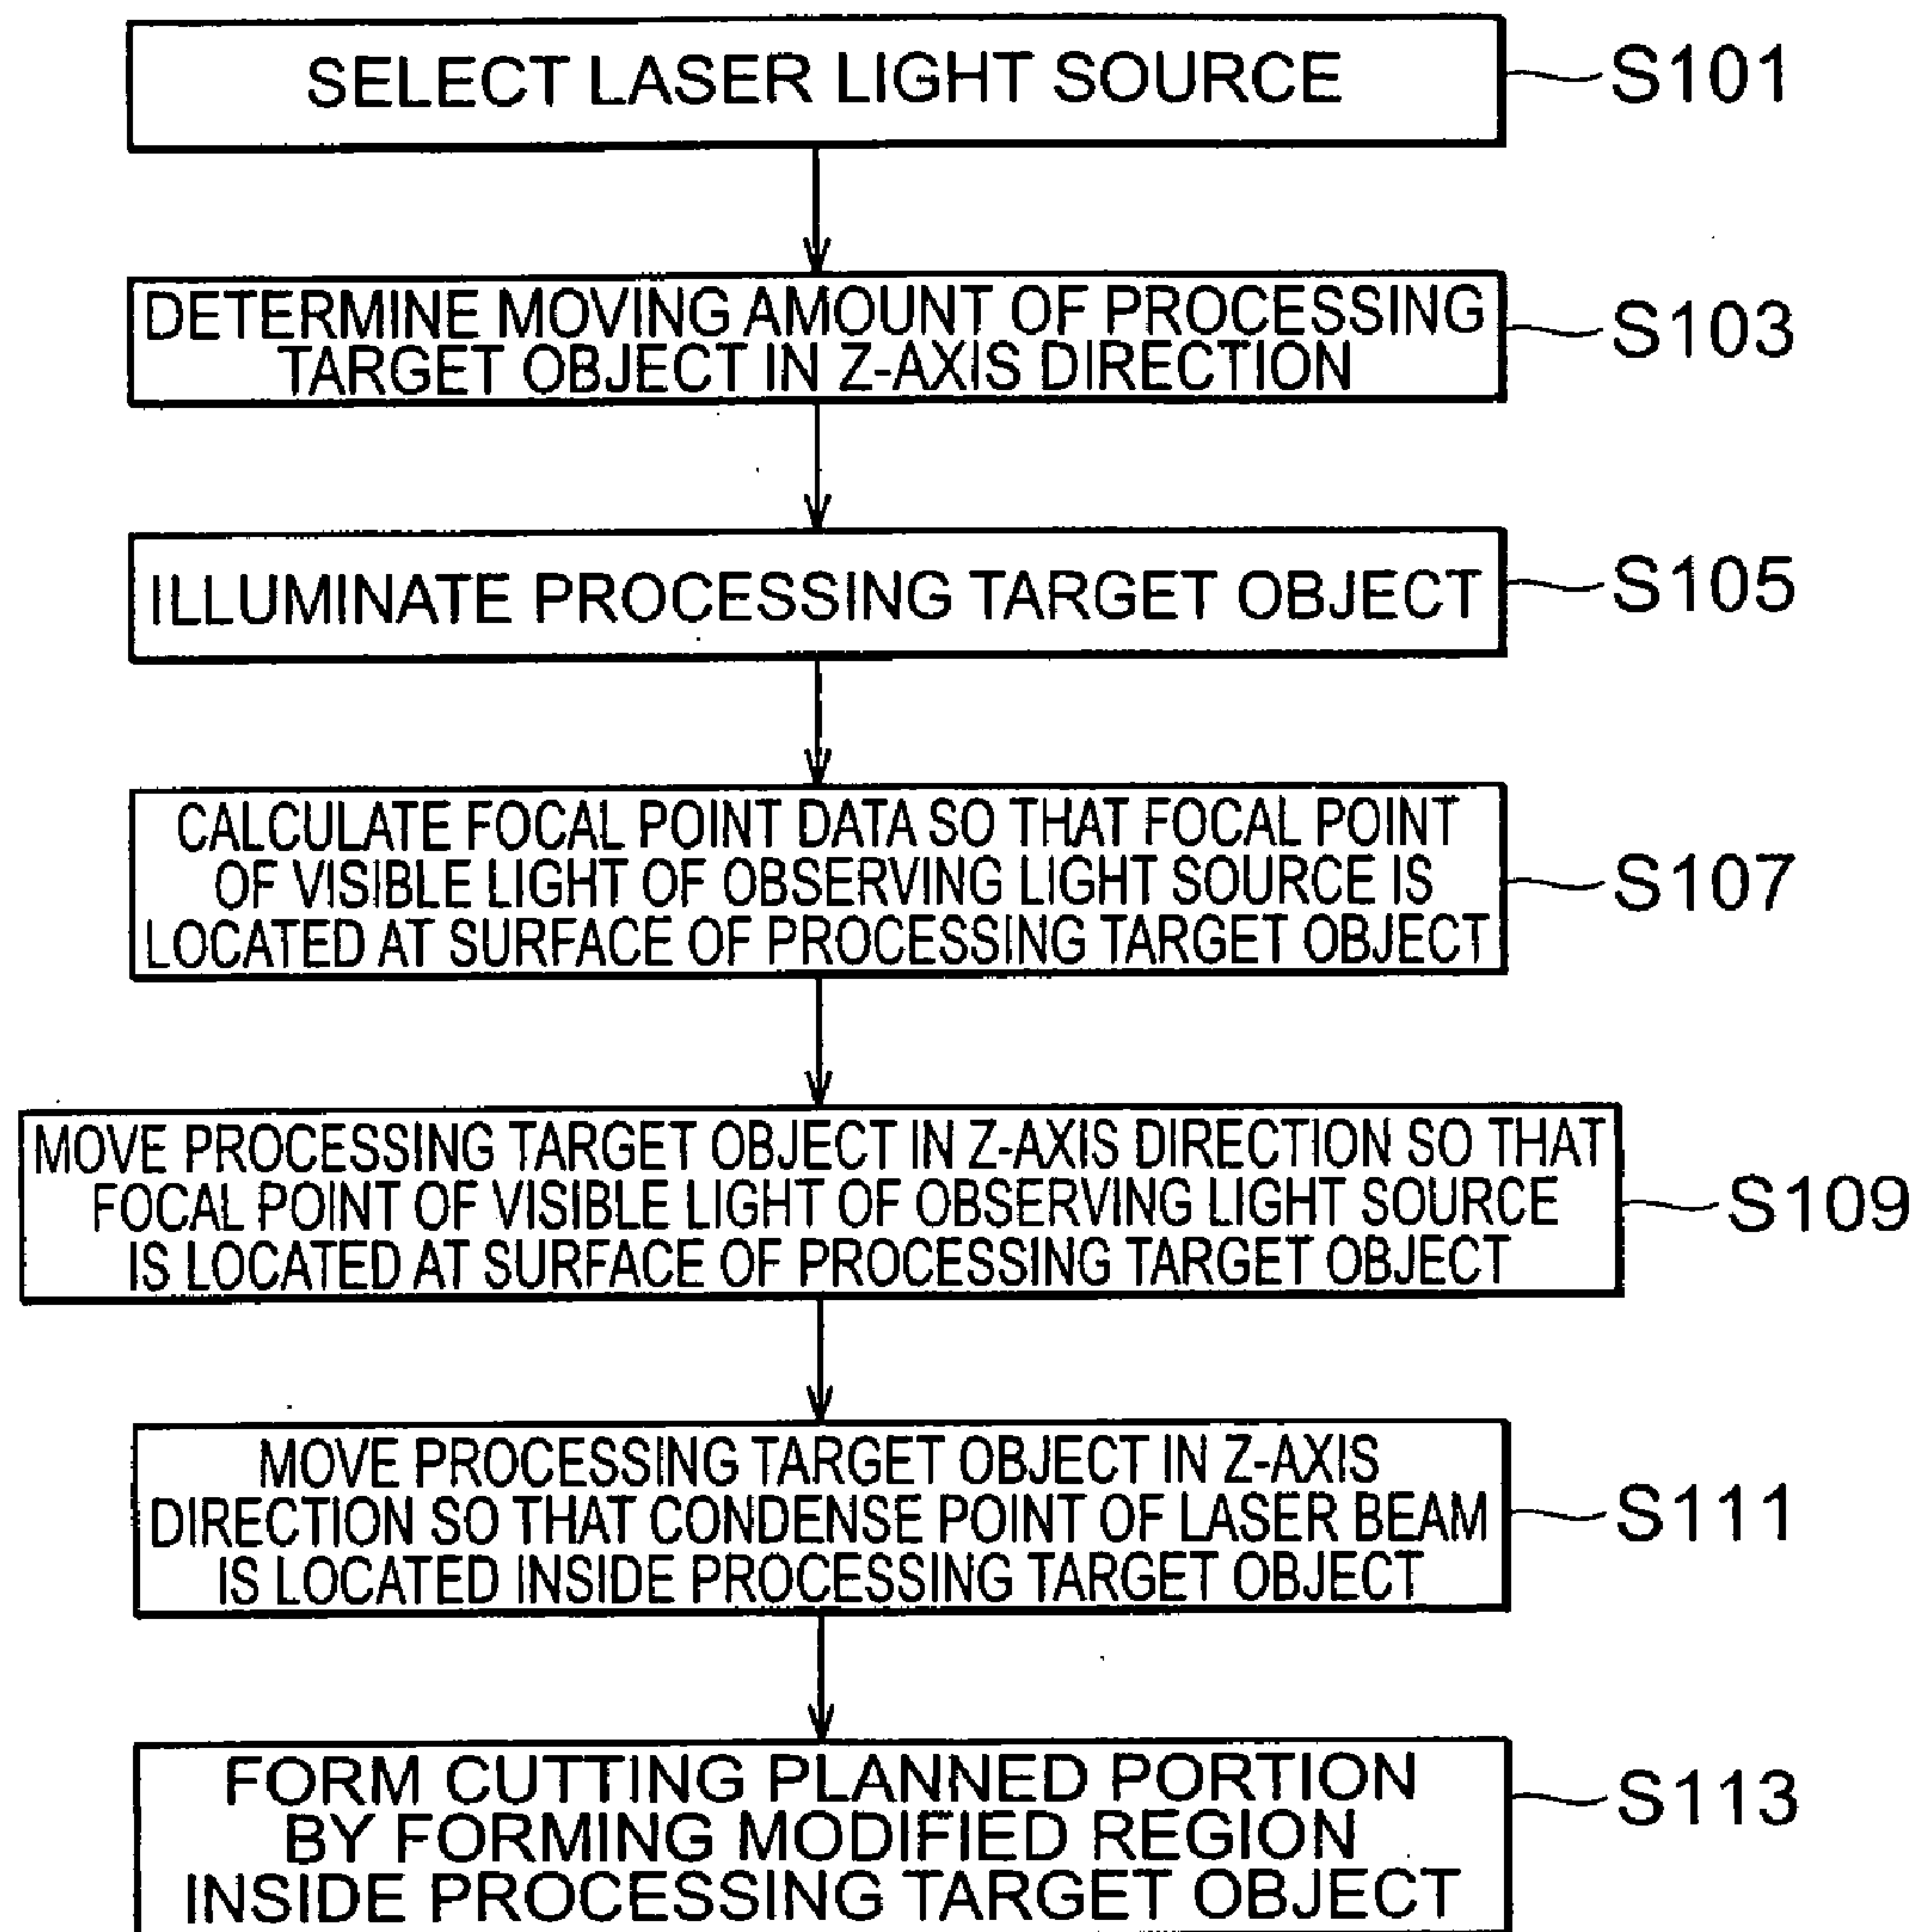 SELECT LASER LIGHT SOURCE
S101
DETERMINE MOVING AMOUNT OF PROCESSING
TARGET OBJECT IN Z-AXIS DIRECTION
S103
ILLUMINATE PROCESSING TARGET OBJECT
S105
CALCULATE FOCAL POINT DATA SO THAT FOCAL POINT
OF VISIBLE LIGHT OF OBSERVING LIGHT SOURCE IS
LOCATED AT SURFACE OF PROCESSING TARGET OBJECT
S107
MOVE PROCESSING TARGET OBJECT IN Z-AXIS DIRECTION SO THAT
FOCAL POINT OF VISIBLE LIGHT OF OBSERVING LIGHT SOURCE
IS LOCATED AT SURFACE OF PROCESSING TARGET OBJECT
S109
MOVE PROCESSING TARGET OBJECT IN Z-AXIS
DIRECTION SO THAT CONDENSE POINT OF LASER BEAM
IS LOCATED INSIDE PROCESSING TARGET OBJECT
S111
FORM CUTTING PLANNED PORTION
BY FORMING MODIFIED REGION
INSIDE PROCESSING TARGET OBJECT
S113